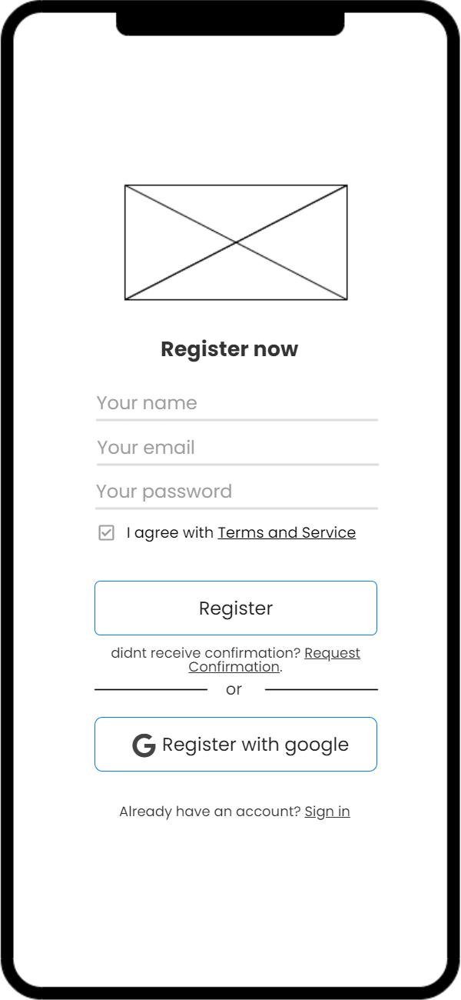 Register now
Your name
Your email
Your password
I agree with Terms and Service
Register
didnt receive confirmation? Request
Confirmation.
or
Register with google
Already have an account? Sign in